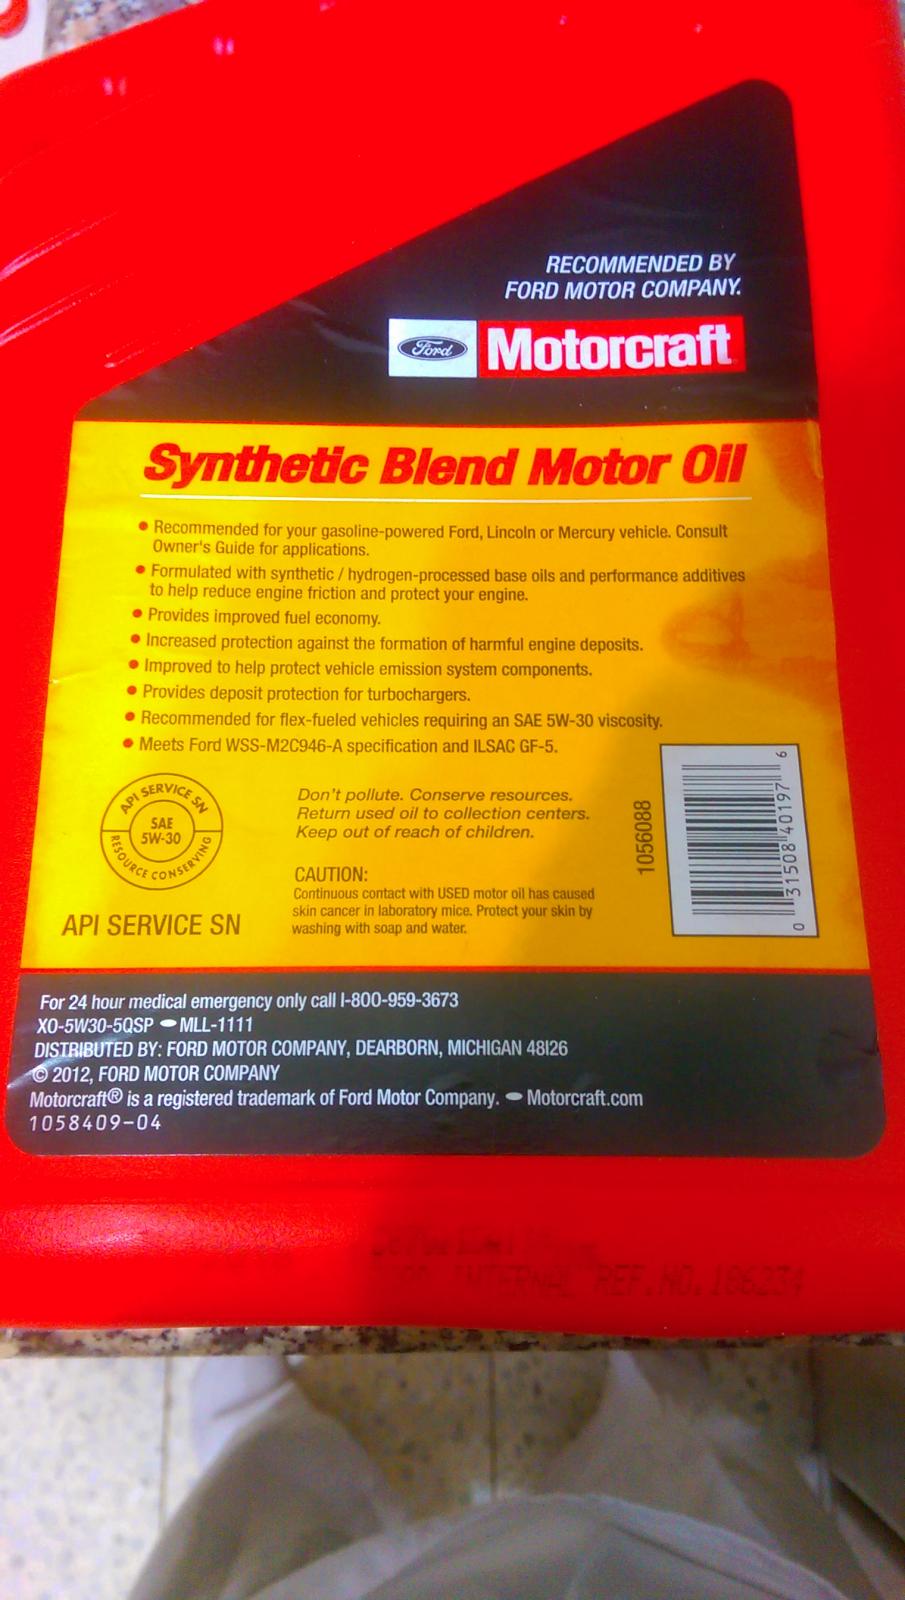 RECOMMENDED BY
FORD MOTOR COMPANY.
Ford Motorcraft
Synthetic Blend Motor Oil
• Recommended for your gasoline-powered Ford, Lincoln or Mercury vehicle. Consult
Owner's Guide for applications.
• Formulated with synthetic / hydrogen-processed base oils and performance additives
to help reduce engine friction and protect your engine.
• Provides improved fuel economy.
• Increased protection against the formation of harmful engine deposits.
• Improved to help protect vehicle emission system components.
• Provides deposit protection for turbochargers.
• Recommended for flex-fueled vehicles requiring an SAE 5W-30 viscosity.
• Meets Ford WSS-M2C946-A specification and ILSAC GF-5.
API SERVICE SN
SAE
5W-30
RESOURCE CONSERVING
API SERVICE SN
Don't pollute. Conserve resources.
Return used oil to collection centers.
Keep out of reach of children.
CAUTION:
Continuous contact with USED motor oil has caused
skin cancer in laboratory mice. Protect your skin by
washing with soap and water.
1056088
0 31508 40197 6
For 24 hour medical emergency only call 1-800-959-3673
XO-5W30-5QSP MLL-1111
DISTRIBUTED BY: FORD MOTOR COMPANY, DEARBORN, MICHIGAN 48126
© 2012, FORD MOTOR COMPANY
Motorcraft® is a registered trademark of Ford Motor Company. Motorcraft.com
1058409-04
INTERNAL REF.NO.186234